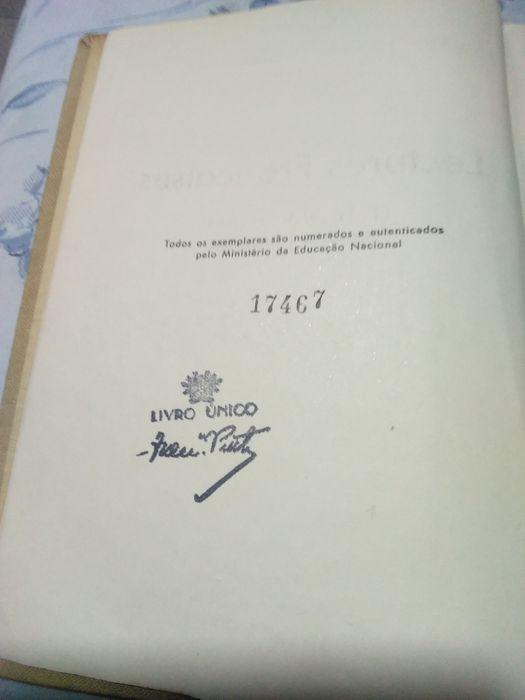 Todos os exemplares são numerados e autenticados
pelo Ministério da Educação Nacional
17467
LIVRO ÚNICO